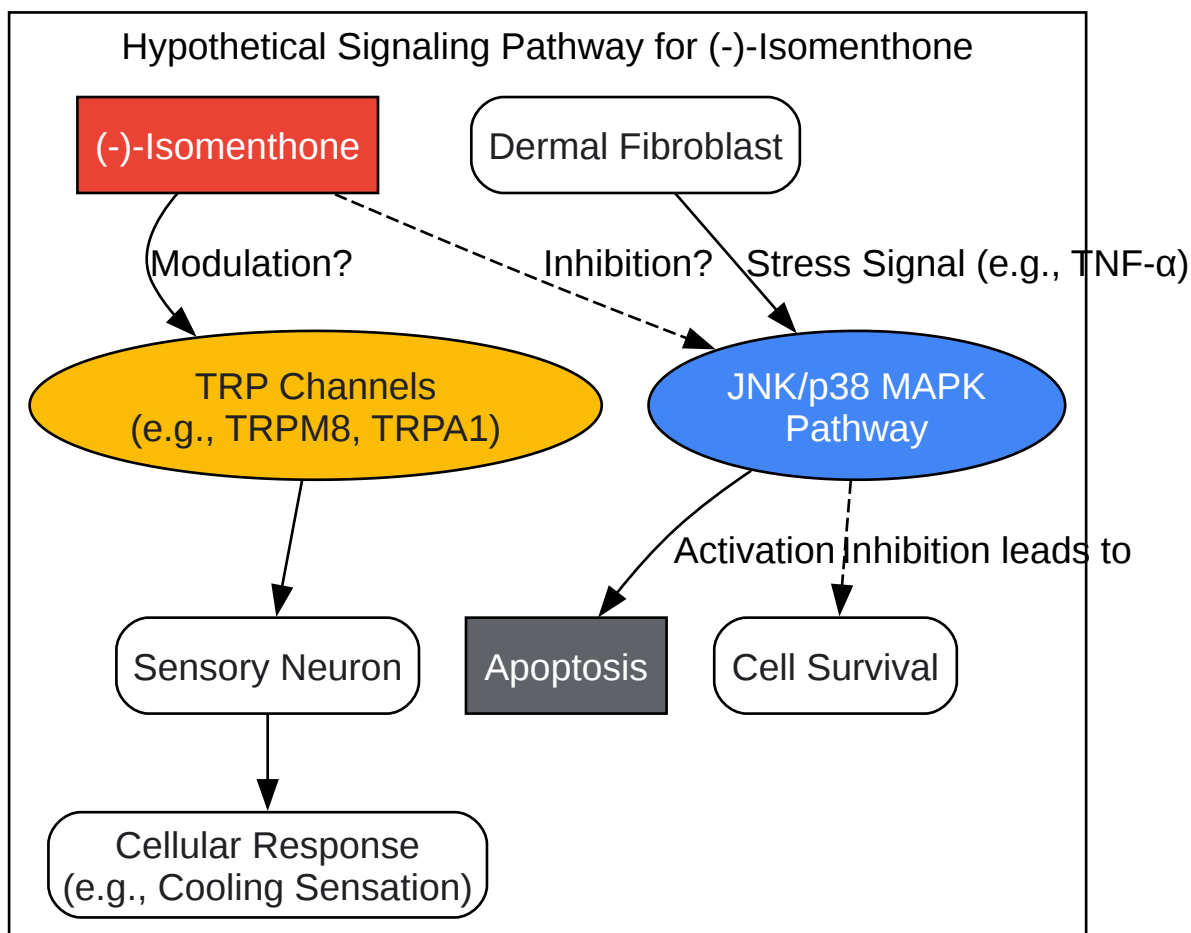 Hypothetical Signaling Pathway for (-)-Isomenthone
(-)-Isomenthone
Dermal Fibroblast
Modulation?
Inhibition?
Stress Signal (e.g., TNF-α)
TRP Channels
(e.g., TRPM8, TRPA1)
JNK/p38 MAPK
Pathway
Activation
Inhibition leads to
Sensory Neuron
Apoptosis
Cell Survival
Cellular Response
(e.g., Cooling Sensation)